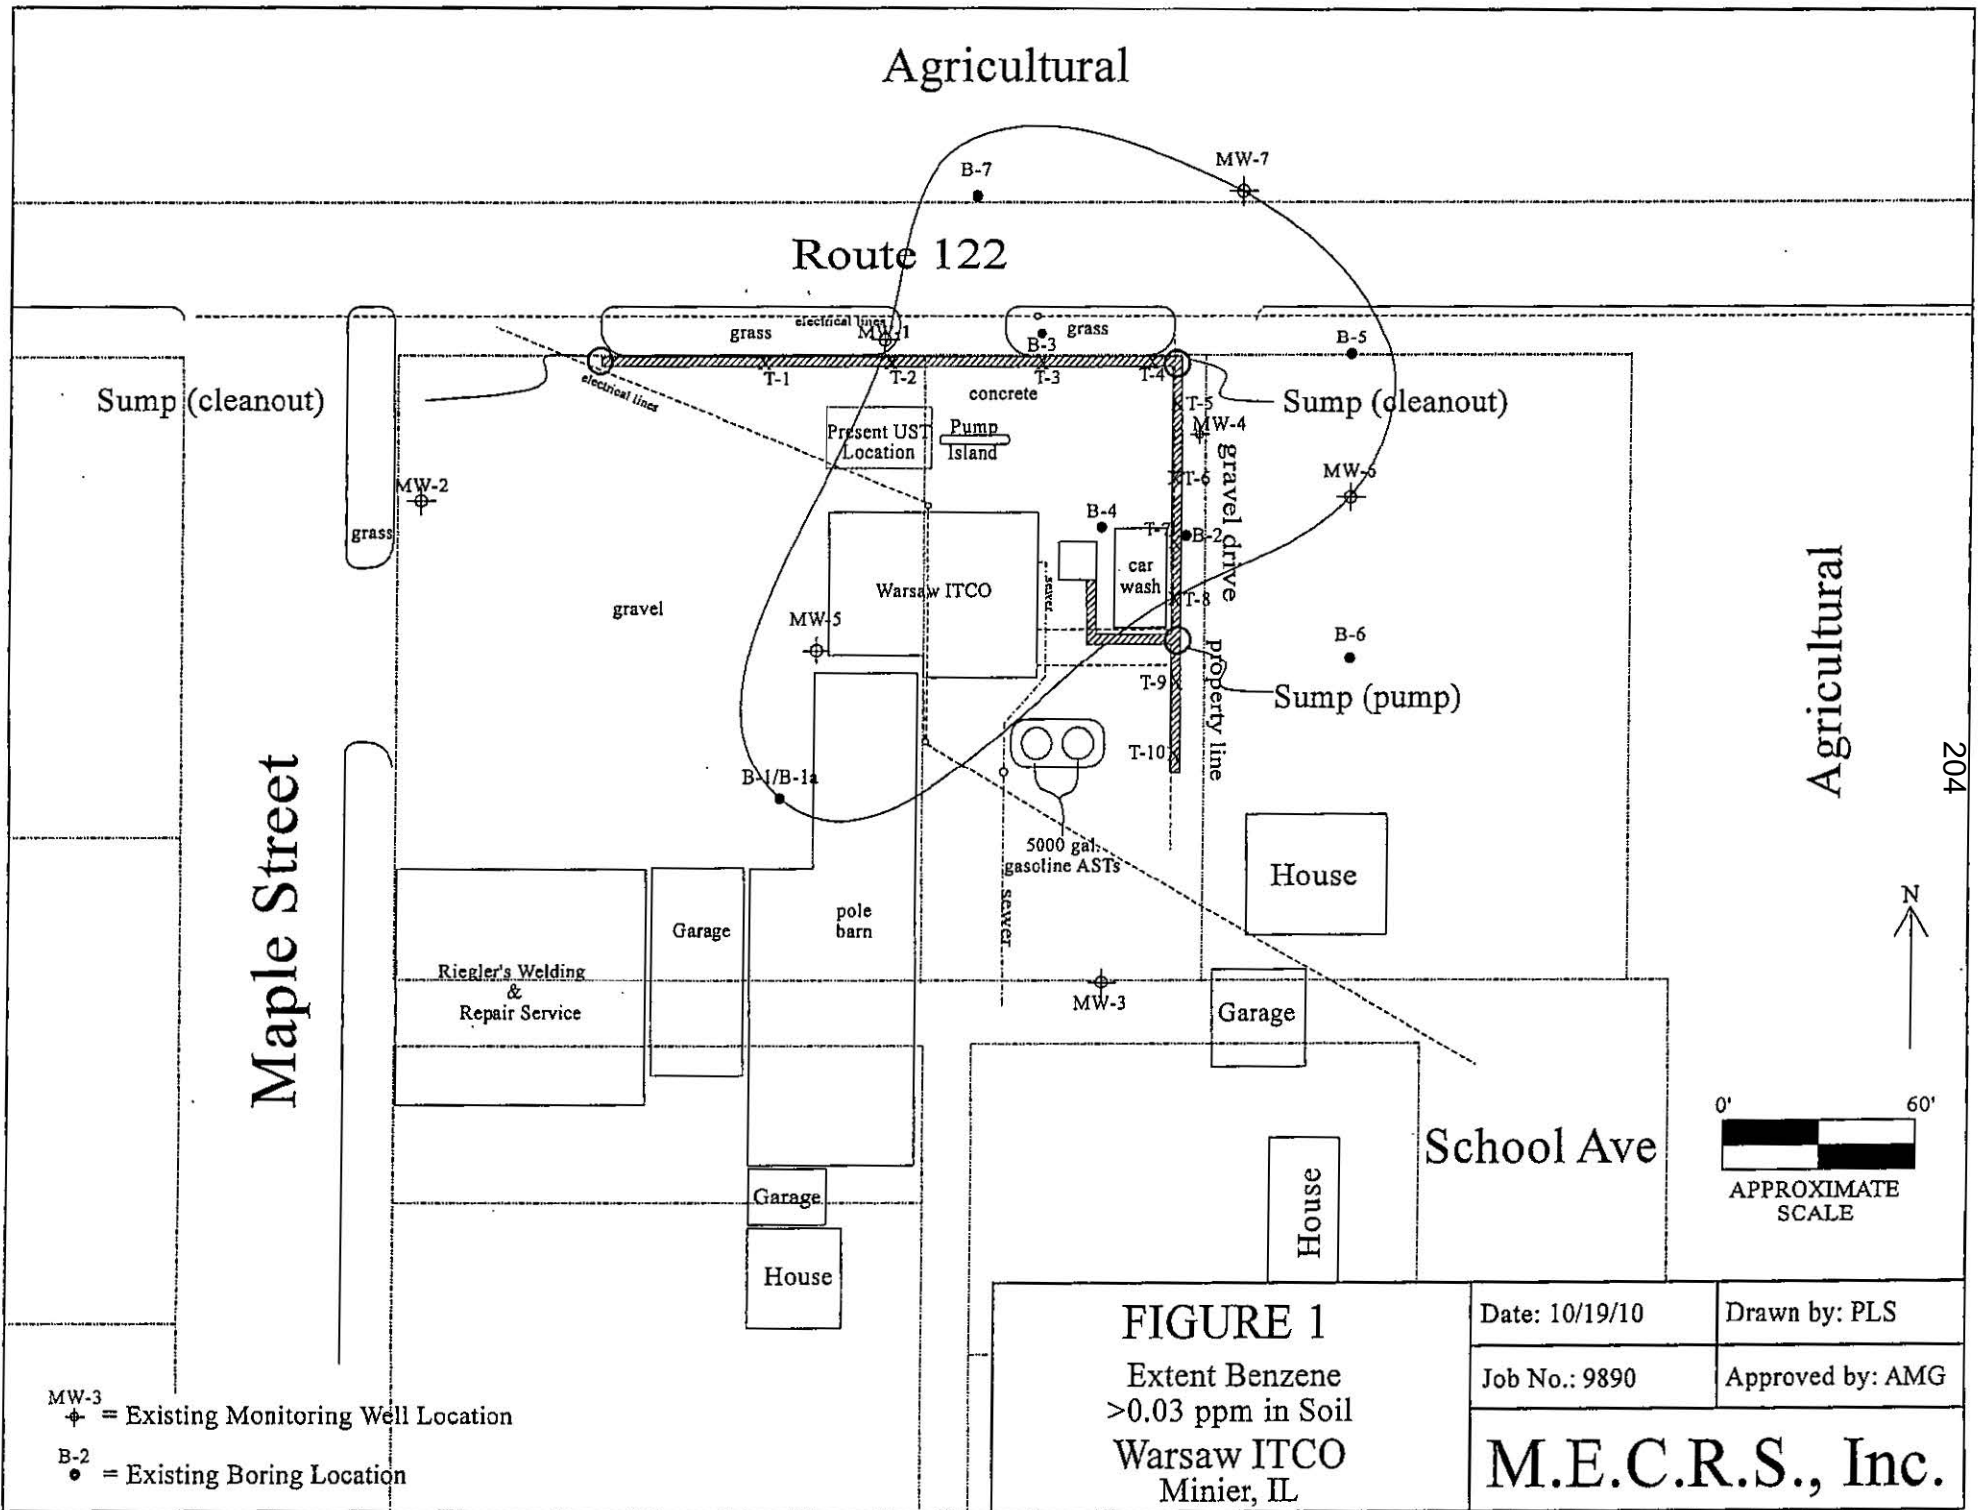 Agricultural
B-7
MW-7
Route 122
electrical lines
grass
MW-1
grass
B-3
B-5
T-1
T-2
T-3
T-4
electrical lines
concrete
Sump (cleanout)
Sump (cleanout)
T-5
MW-4
Present UST
Location
Pump
Island
MW-2
T-6
MW-6
gravel drive
grass
B-4
T-7
B-2
car
wash
Warsaw ITCO
sewer
gravel
T-8
MW-5
B-6
property line
T-9
Sump (pump)
T-10
B-1/B-1a
Agricultural
204
5000 gal.
gasoline ASTs
House
Maple Street
sewer
pole
barn
Garage
Riegler's Welding
&
Repair Service
MW-3
Garage
N
0' 60'
APPROXIMATE
SCALE
School Ave
House
Garage
House
FIGURE 1
Extent Benzene
>0.03 ppm in Soil
Warsaw ITCO
Minier, IL
Date: 10/19/10
Drawn by: PLS
Job No.: 9890
Approved by: AMG
M.E.C.R.S., Inc.
MW-3
= Existing Monitoring Well Location
B-2
= Existing Boring Location